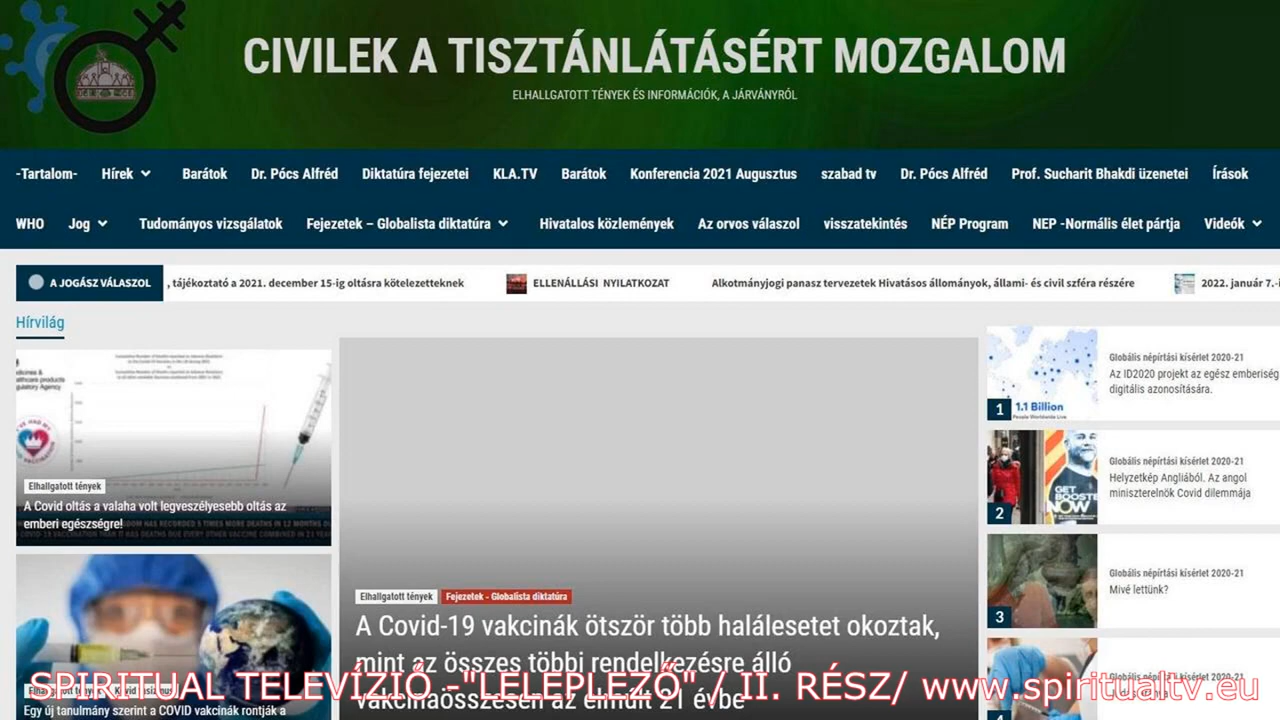 CIVILEK A TISZTÁNLÁTÁSÉRT MOZGALOM
ELHALLGATOTT TÉNYEK ÉS INFORMÁCIÓK, A JÁRVÁNYRÓL
-Tartalom- Hírek Barátok Dr. Pócs Alfréd Diktatúra fejezetei KLA.TV Barátok Konferencia 2021 Augusztus szabad tv Dr. Pócs Alfréd Prof. Sucharit Bhakdi üzenetei Írások
WHO Jog Tudományos vizsgálatok Fejezetek – Globalista diktatúra Hivatalos közlemények Az orvos válaszol visszatekintés NÉP Program NEP -Normális élet pártja Videók
A JOGÁSZ VÁLASZOL , tájékoztató a 2021. december 15-ig oltásra kötelezetteknek ELLENÁLLÁSI NYILATKOZAT Alkotmányjogi panasz tervezetek Hivatásos állományok, állami- és civil szféra részére 2022. január 7.-i
Hírvilág
Elhallgatott tények
A Covid oltás a valaha volt legveszélyesebb oltás az
emberi egészségre!
Egy új tanulmány szerint a COVID vakcinák rontják a
Elhallgatott tények Fejezetek - Globalista diktatúra
A Covid-19 vakcinák ötször több halálesetet okoztak,
mint az összes többi rendelkezésre álló
vakcinaösszesen az elmúlt 21 évbe
1.1 Billion
People Worldwide Live
1
Globális népirtási kísérlet 2020-21
Az ID2020 projekt az egész emberiség
digitális azonosítására.
GET
BOOSTE
NOW
2
Globális népirtási kísérlet 2020-21
Helyzetkép Angliából. Az angol
miniszterelnök Covid dilemmája
3
Globális népirtási kísérlet 2020-21
Mivé lettünk?
Globális népirtási kísérlet 2020-21
4
SPIRITUAL TELEVÍZIÓ -"LELEPLEZŐ" / II. RÉSZ/ www.spiritualtv.eu